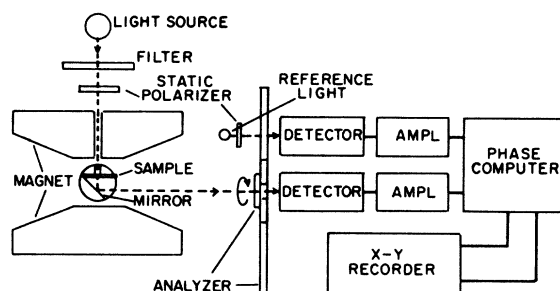 LIGHT SOURCE
FILTER
STATIC
POLARIZER
REFERENCE
LIGHT
DETECTOR
AMPL
PHASE
COMPUTER
SAMPLE
MAGNET
MIRROR
DETECTOR
AMPL
X-Y
RECORDER
ANALYZER